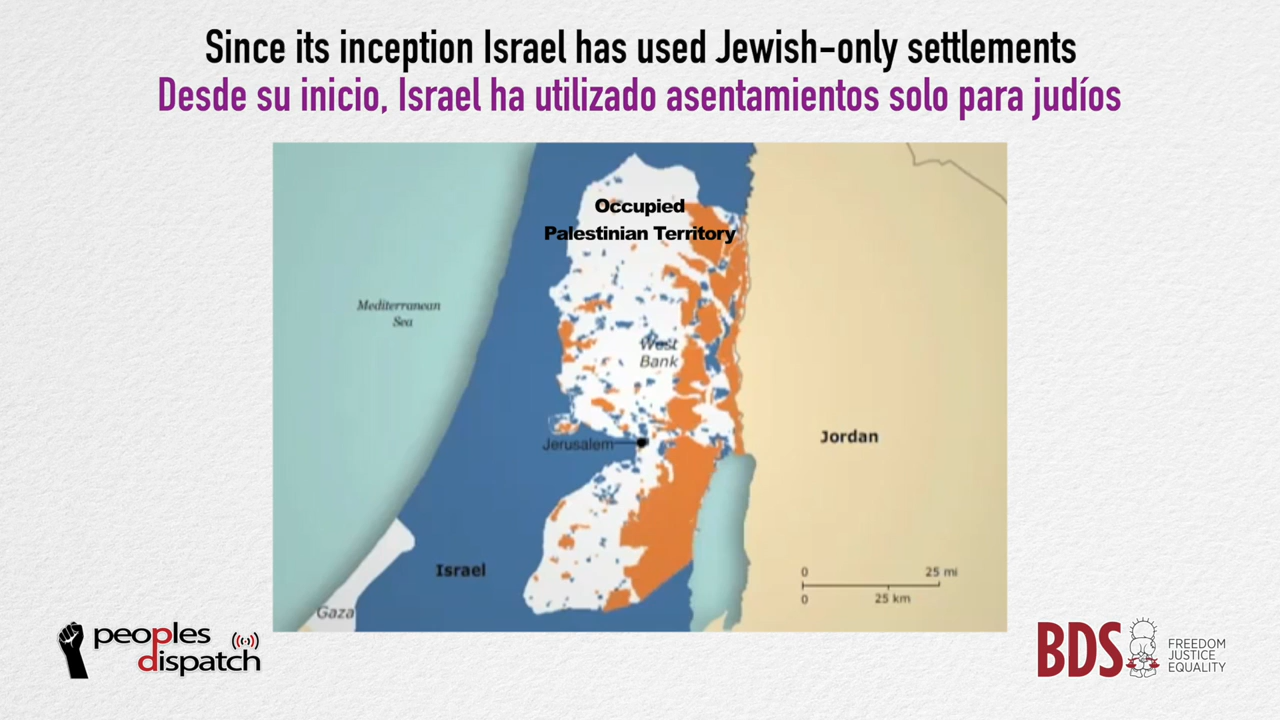 Since its inception Israel has used Jewish-only settlements
Desde su inicio, Israel ha utilizado asentamientos solo para judíos
Occupied
Palestinian Territory
Mediterranean
Sea
West
Bank
Jerusalem
Jordan
Israel
0 25 mi
0 25 km
Gaza
peoples
dispatch
BDS
FREEDOM
JUSTICE
EQUALITY